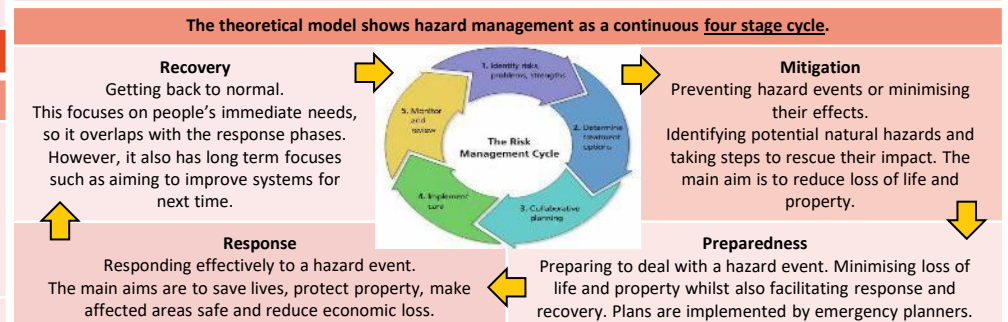 The theoretical model shows hazard management as a continuous four stage cycle.
Recovery
Getting back to normal.
This focuses on people's immediate needs,
so it overlaps with the response phases.
However, it also has long term focuses
such as aiming to improve systems for
next time.
1. Identify risks,
problems, strengths
2. Determine
treatment
options
3. Collaborative
planning
4. Implement
care
5. Monitor
and
review
The Risk
Management Cycle
Mitigation
Preventing hazard events or minimising
their effects.
Identifying potential natural hazards and
taking steps to rescue their impact. The
main aim is to reduce loss of life and
property.
Response
Responding effectively to a hazard event.
The main aims are to save lives, protect property, make
affected areas safe and reduce economic loss.
Preparedness
Preparing to deal with a hazard event. Minimising loss of
life and property whilst also facilitating response and
recovery. Plans are implemented by emergency planners.